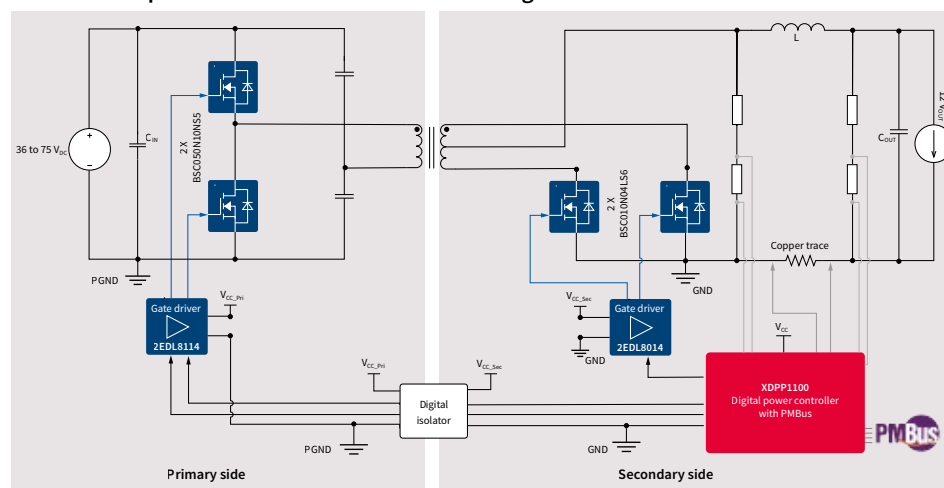 36 to 75 V_DC
C_IN
2 X
BSC050N10NS5
PGND
Gate driver
2EDL8114
V_CC_Pri
V_CC_Pri
V_CC_Sec
Digital
isolator
PGND
Primary side
2 X
BSC010N04LS6
V_CC_Sec
GND
Gate driver
2EDL8014
GND
L
C_OUT
12 V_OUT
Copper trace
V_CC
XDPP1100
Digital power controller
with PMBus
PMBus
GND
Secondary side